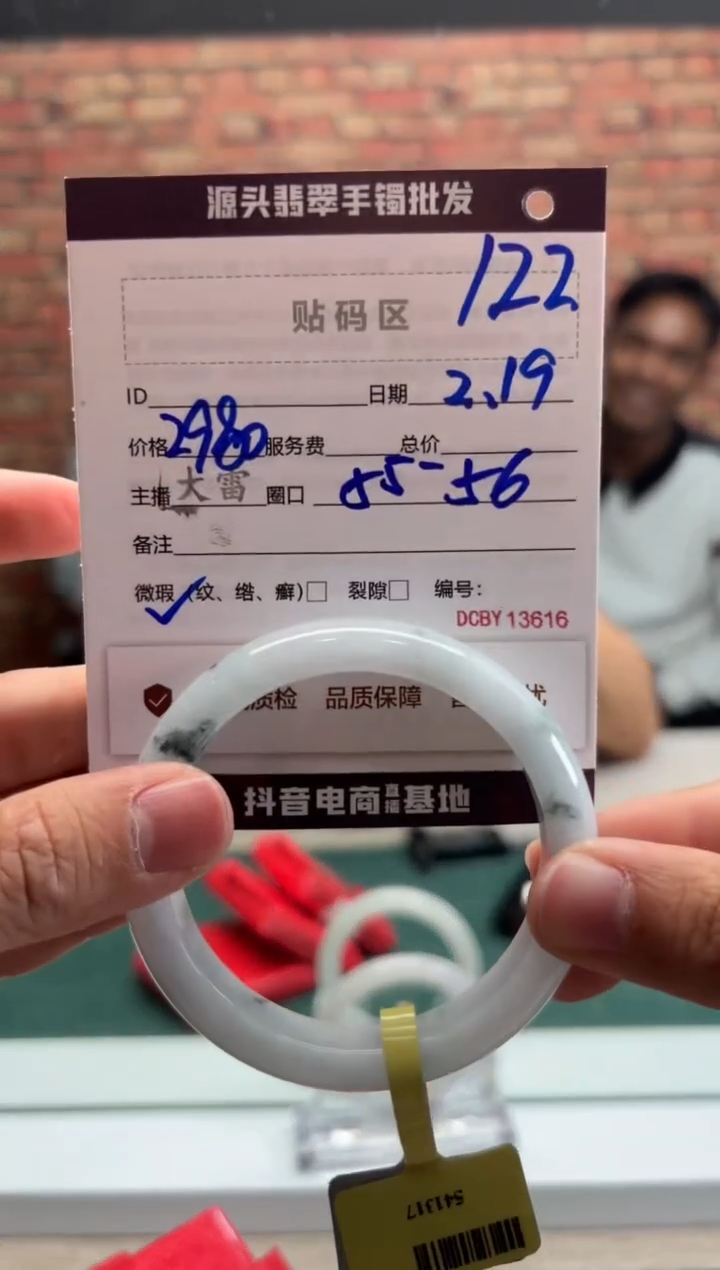 源头翡翠手镯批发
122
贴码区
ID 日期 2.19
价格 2980 服务费 总价
主播 大雷 圈口 55-56
备注
微瑕 ✓ (纹、绺、癣)□ 裂隙□ 编号:
DCBY 13616
质检 品质保障 忧
抖音电商直播基地
541317